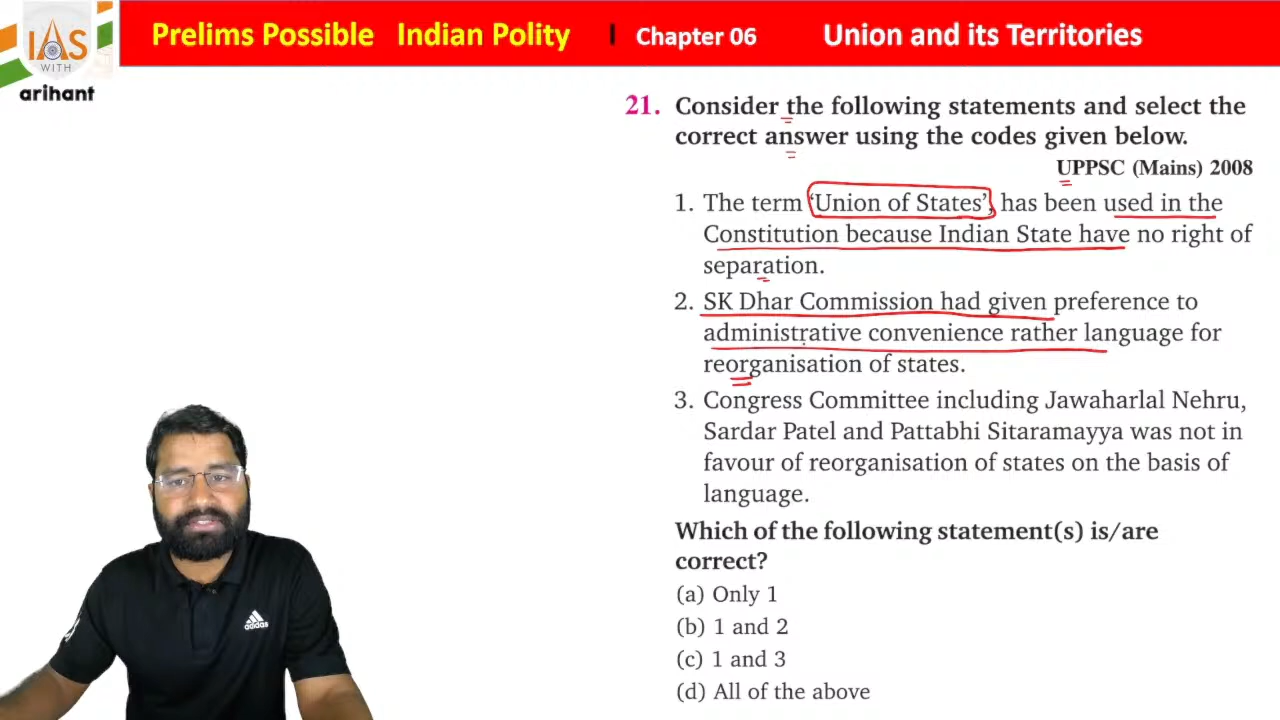 IAS
WITH
arihant
Prelims Possible Indian Polity | Chapter 06 Union and its Territories
21. Consider the following statements and select the
correct answer using the codes given below.
UPPSC (Mains) 2008
1. The term 'Union of States', has been used in the
Constitution because Indian State have no right of
separation.
2. SK Dhar Commission had given preference to
administrative convenience rather language for
reorganisation of states.
3. Congress Committee including Jawaharlal Nehru,
Sardar Patel and Pattabhi Sitaramayya was not in
favour of reorganisation of states on the basis of
language.
Which of the following statement(s) is/are
correct?
(a) Only 1
(b) 1 and 2
(c) 1 and 3
(d) All of the above
adidas